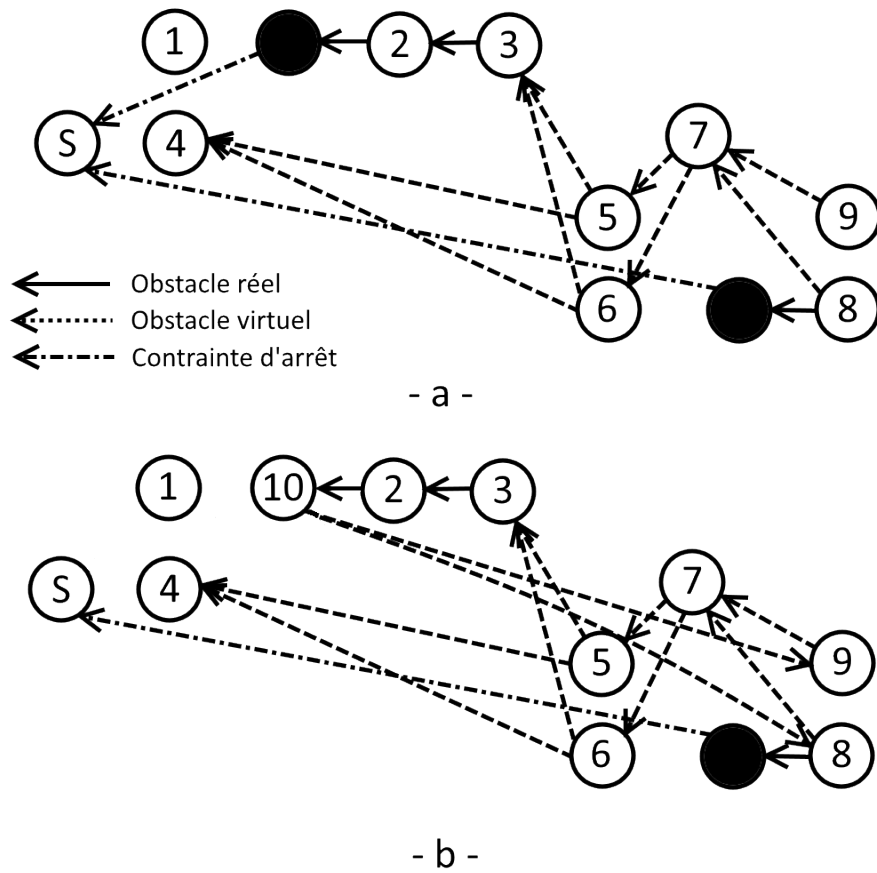 1 2 3
S 4 7
5 9
6 8
Obstacle réel
Obstacle virtuel
Contrainte d'arrêt
- a -
1 10 2 3
S 4 7
5 9
6 8
- b -